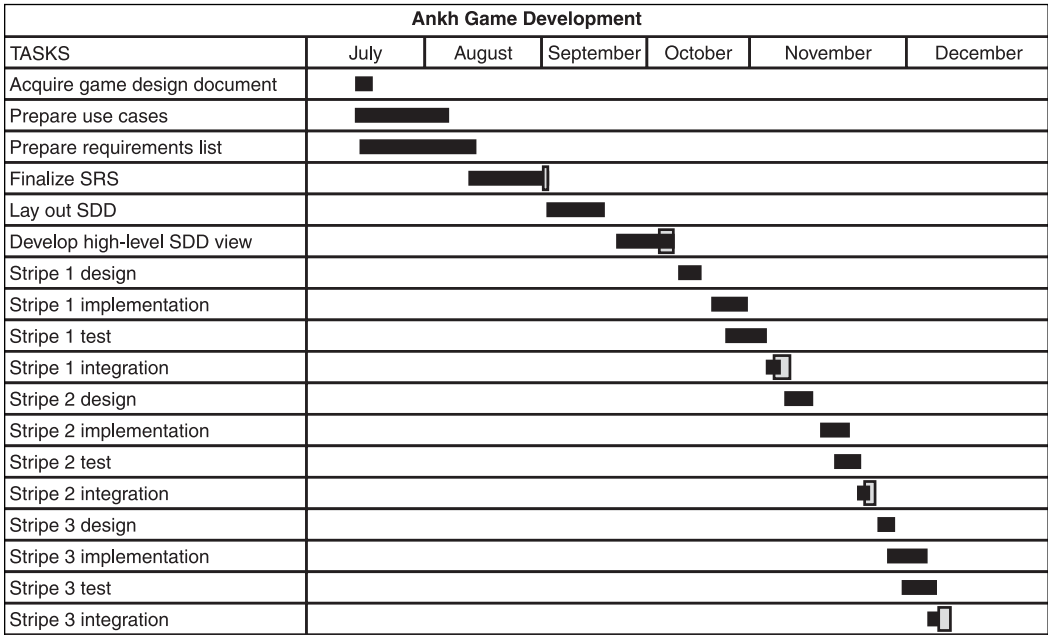 Ankh Game Development
TASKS July August September October November December
Acquire game design document
Prepare use cases
Prepare requirements list
Finalize SRS
Lay out SDD
Develop high-level SDD view
Stripe 1 design
Stripe 1 implementation
Stripe 1 test
Stripe 1 integration
Stripe 2 design
Stripe 2 implementation
Stripe 2 test
Stripe 2 integration
Stripe 3 design
Stripe 3 implementation
Stripe 3 test
Stripe 3 integration